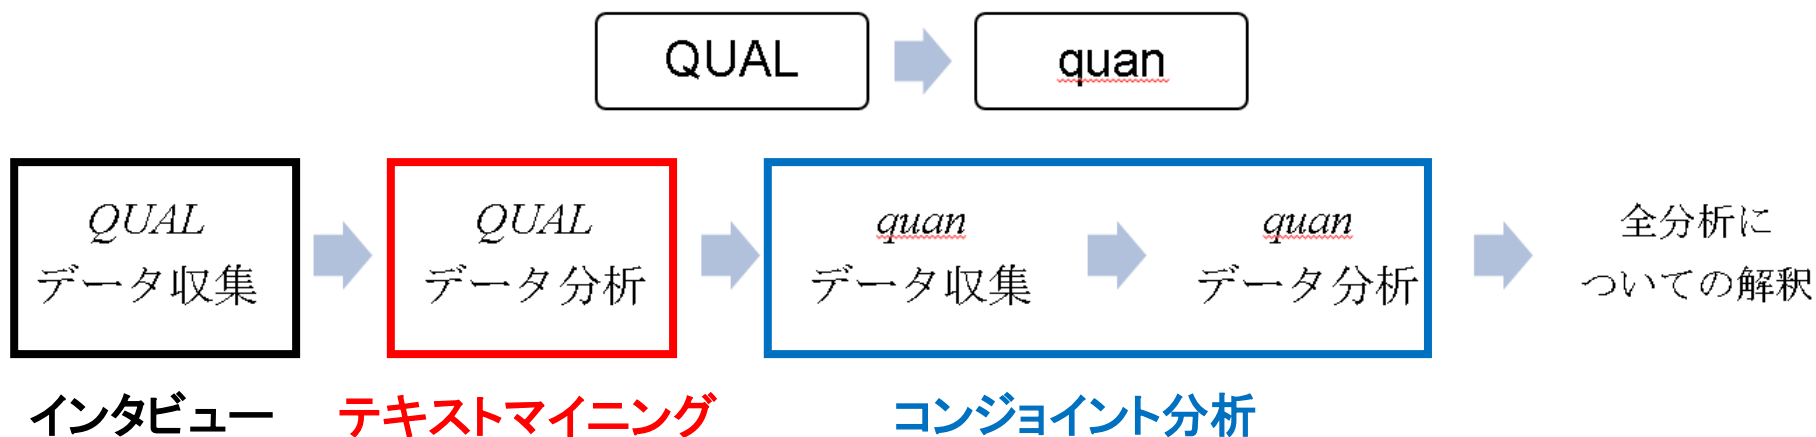 QUAL
quan
QUAL
データ収集
QUAL
データ分析
quan
データ収集
quan
データ分析
全分析に
ついての解釈
インタビュー
テキストマイニング
コンジョイント分析